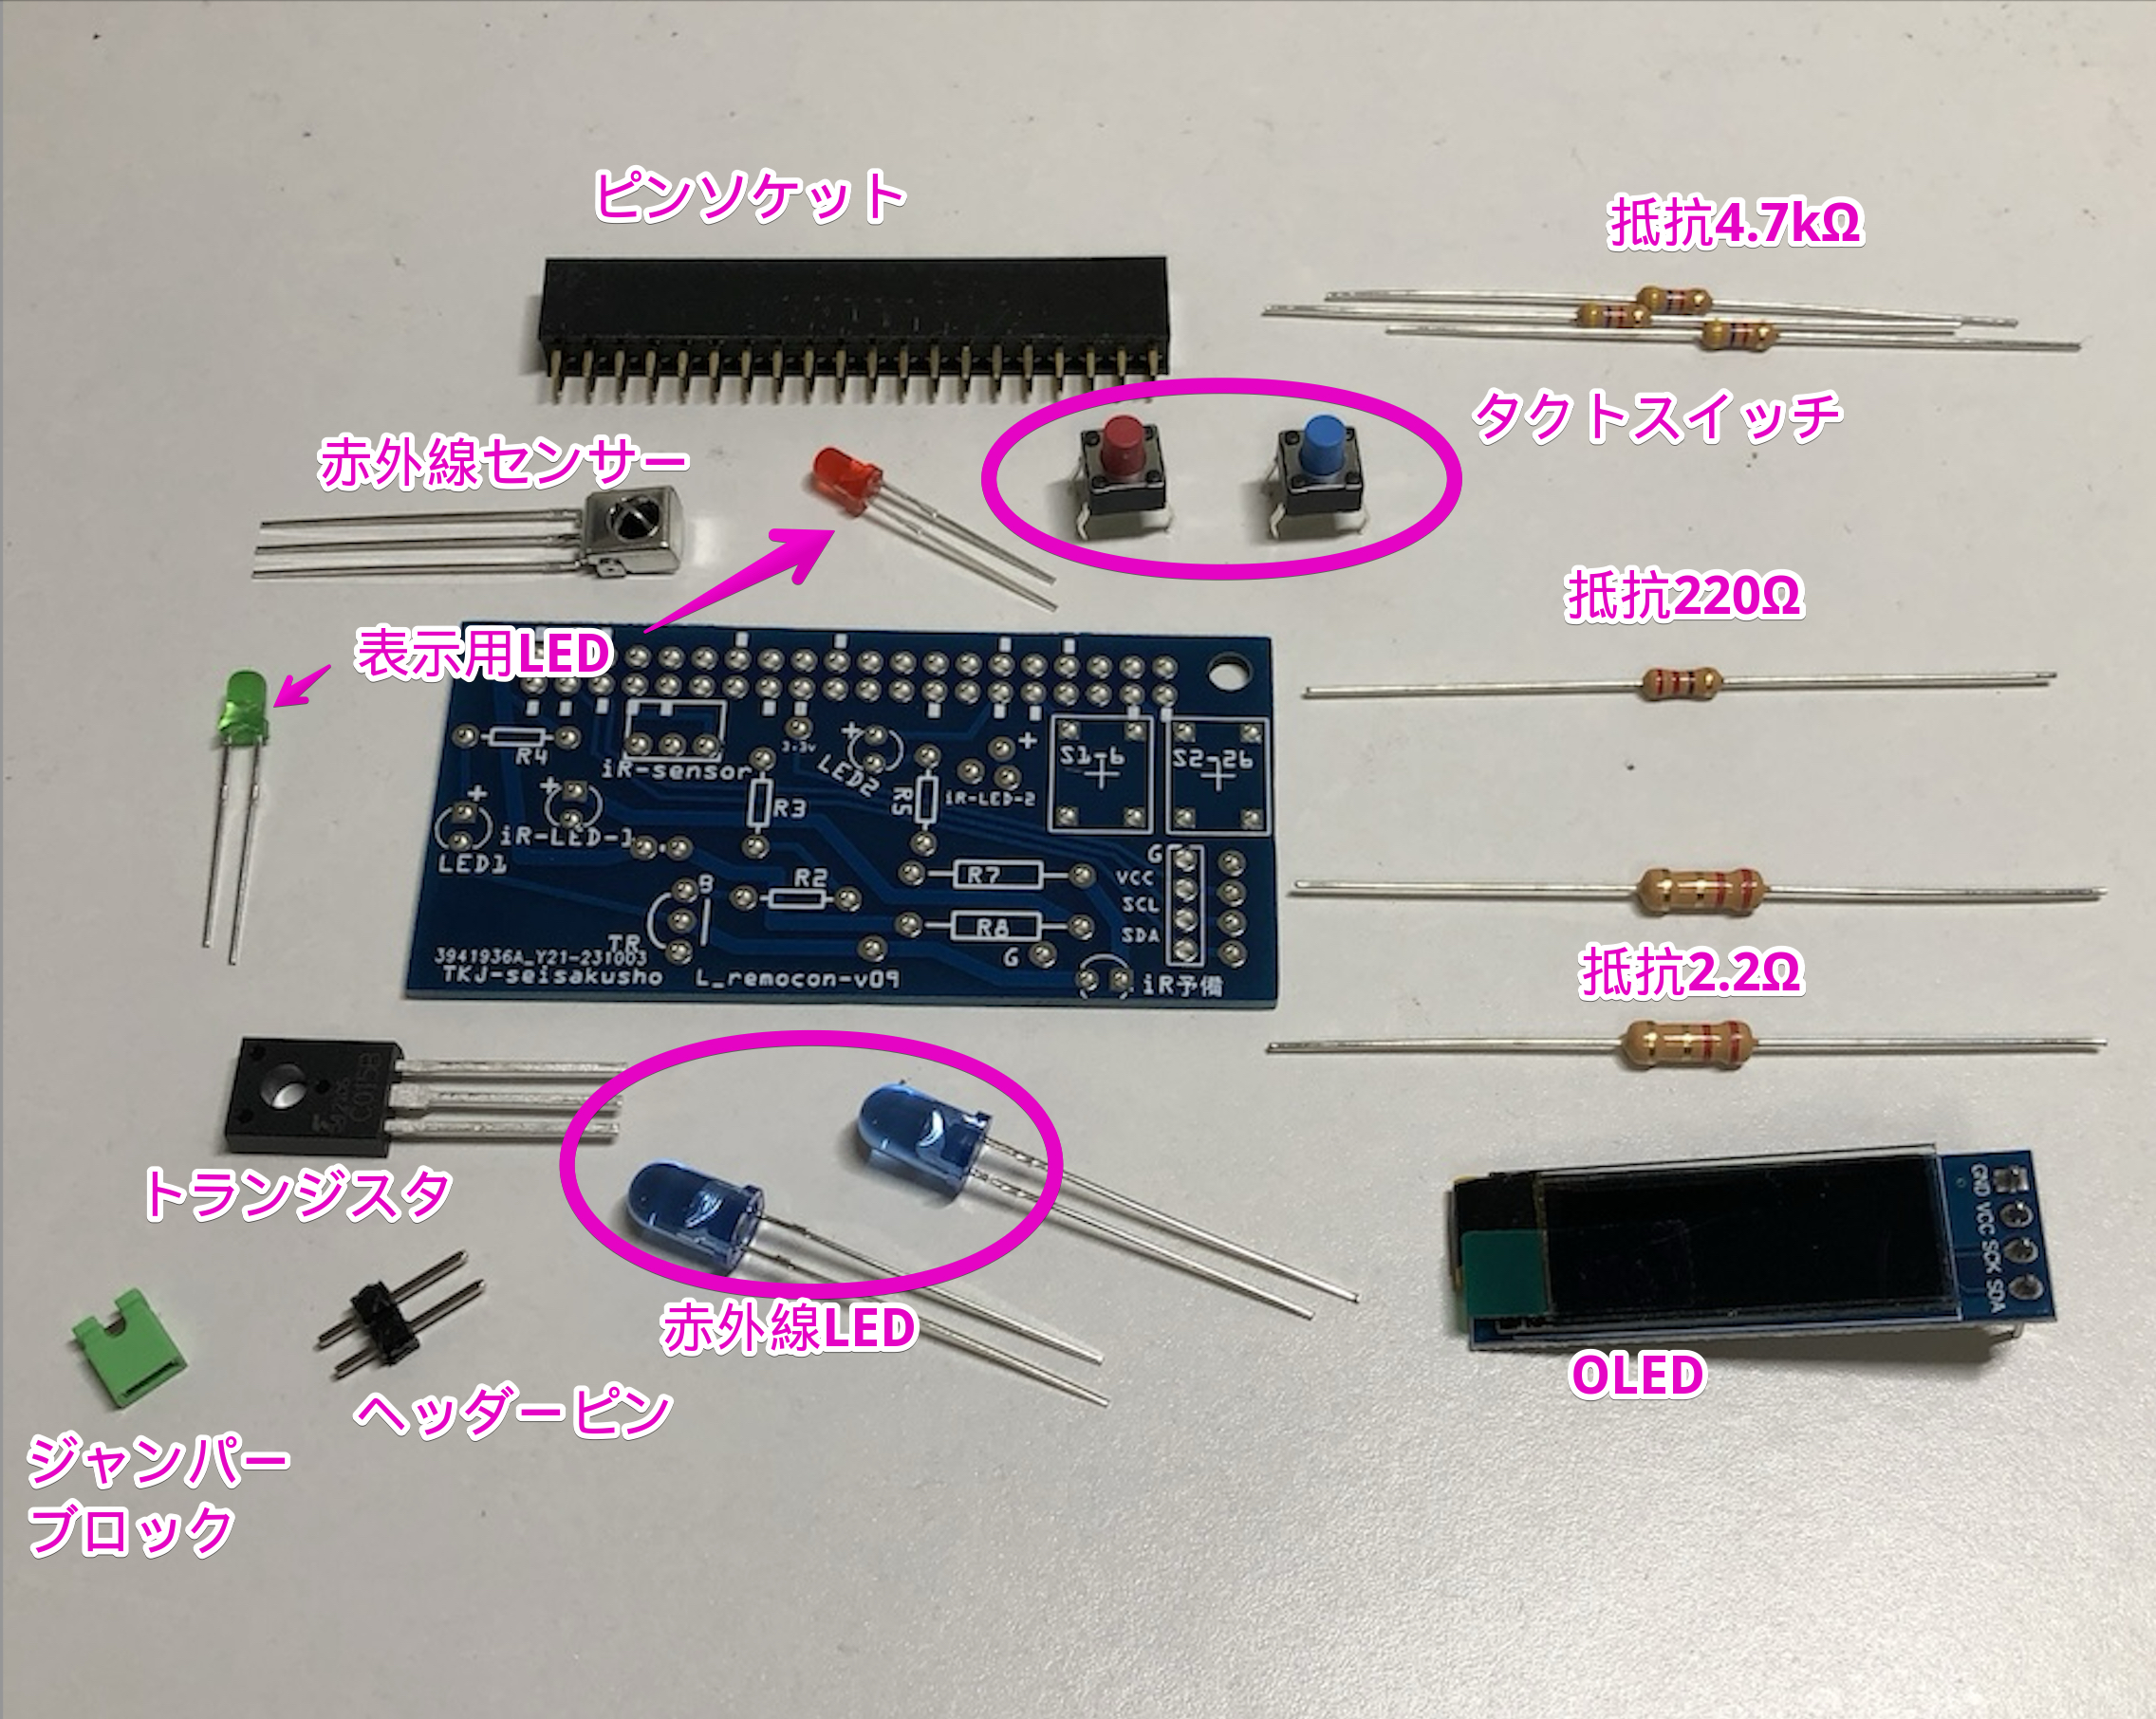 ピンソケット
抵抗4.7kΩ
タクトスイッチ
赤外線センサー
抵抗220Ω
表示用LED
R4
iR-sensor
3.3v
LED2
R5
iR-LED-2
S1-6
S2-26
R3
iR-LED-1
LED1
G
VCC
SCL
SDA
R7
R2
B
R8
TR
G
3941936A_Y21-231003
TKJ-seisakusho L_remocon-v09
iR予備
抵抗2.2Ω
C015B
トランジスタ
GND VCC SCK SDA
赤外線LED
OLED
ヘッダーピン
ジャンパー
ブロック